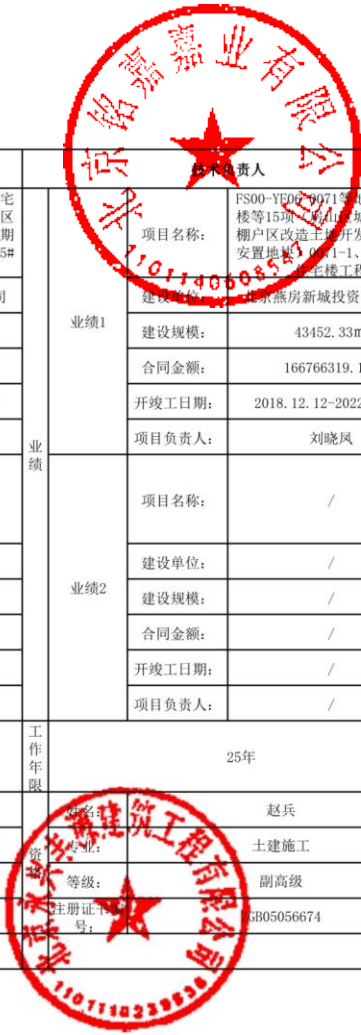 北京铭嘉嘉业有限公司
1101140608547
技术负责人
宅
区
期
5#
司
业绩
业绩1
项目名称：
FS00-YF06-0071等地
楼等15项（房山区城
棚户区改造土地开发
安置地块）0071-1、
住宅楼工程
建设单位：
北京燕房新城投资
建设规模：
43452.33m
合同金额：
166766319.1
开竣工日期：
2018.12.12-2022
项目负责人：
刘晓凤
业绩2
项目名称：
/
建设单位：
/
建设规模：
/
合同金额：
/
开竣工日期：
/
项目负责人：
/
工作年限
25年
资格
姓名：
赵兵
专业：
土建施工
等级：
副高级
注册证书编
号：
ZGB05056674
建筑工程有限公司